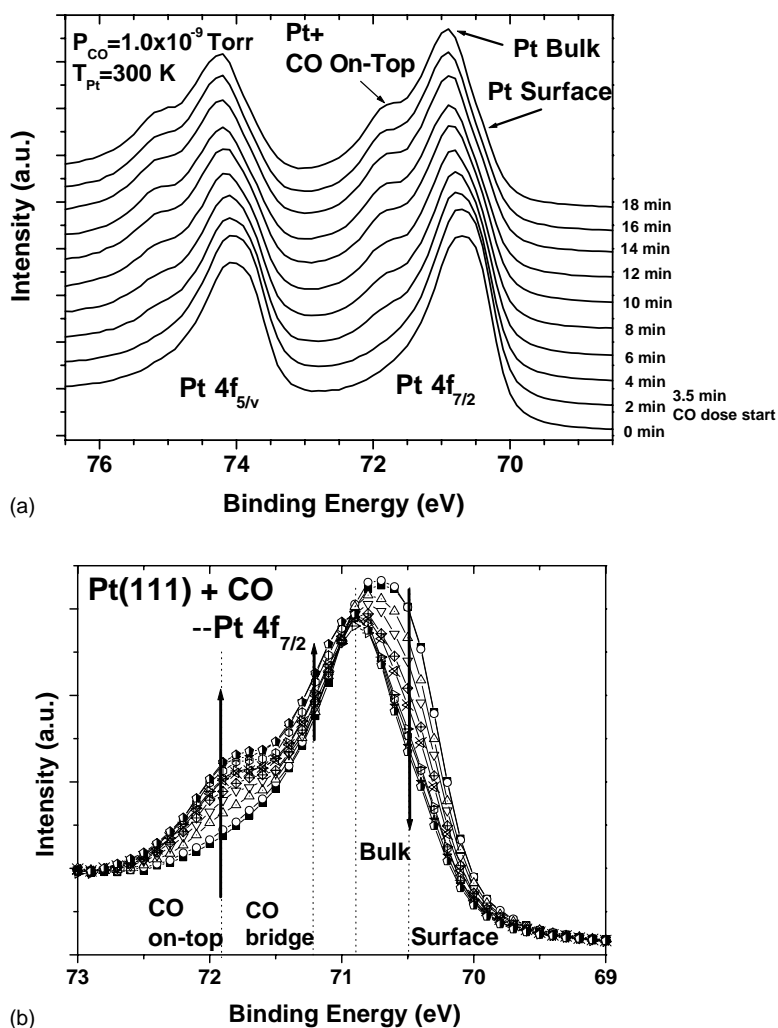 P_CO=1.0x10^-9 Torr
T_Pt=300 K
Pt+
CO On-Top
Pt Bulk
Pt Surface
18 min
16 min
14 min
12 min
10 min
8 min
6 min
4 min
3.5 min
2 min CO dose start
0 min
Pt 4f_5/v
Pt 4f_7/2
Intensity (a.u.)
76 74 72 70
Binding Energy (eV)
(a)
Pt(111) + CO
--Pt 4f_7/2
Intensity (a.u.)
Bulk
CO on-top
CO bridge
Surface
73 72 71 70 69
Binding Energy (eV)
(b)